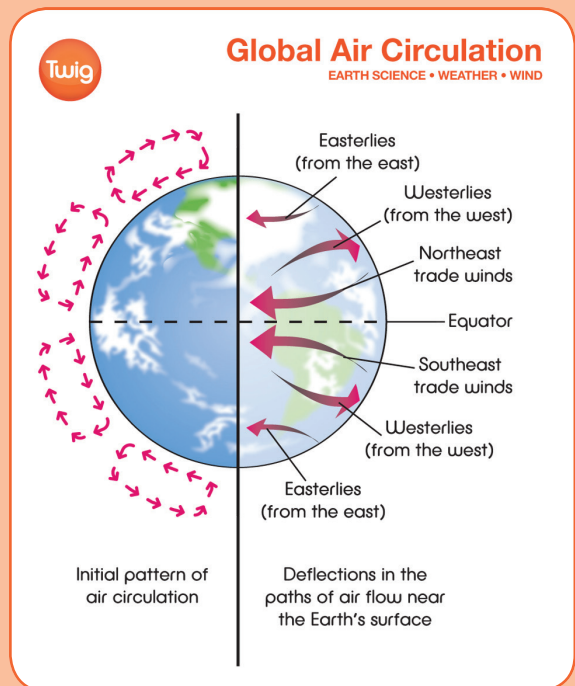 Twig
Global Air Circulation
EARTH SCIENCE • WEATHER • WIND
Easterlies
(from the east)
Westerlies
(from the west)
Northeast
trade winds
Equator
Southeast
trade winds
Westerlies
(from the west)
Easterlies
(from the east)
Initial pattern of
air circulation
Deflections in the
paths of air flow near
the Earth's surface